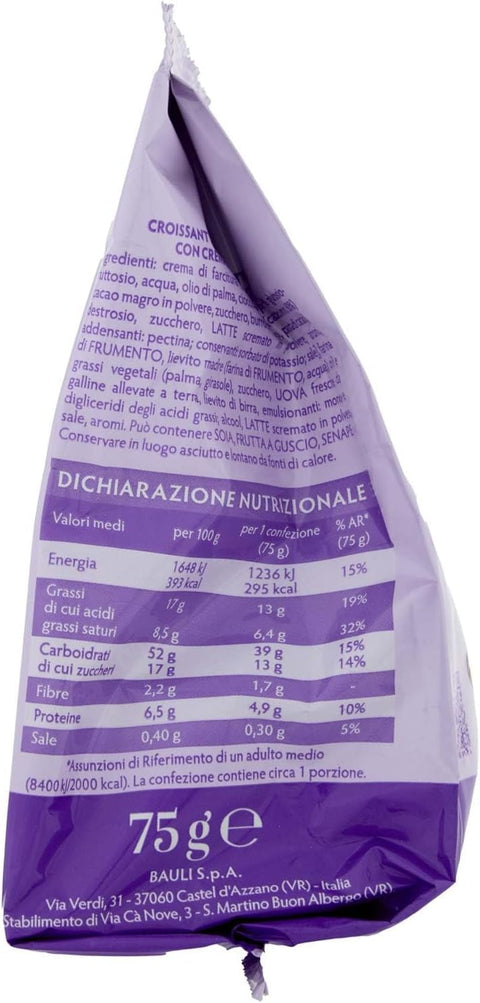 CROISSANT
CON
crema di
acqua, olio di palma,
cacao magro in polvere, zucchero,
destrosio, zucchero, LATTE scremato
addensanti: pectina; conservanti: sorbato di potassio; sale,
di FRUMENTO, lievito madre (farina di FRUMENTO, acqua)
grassi vegetali (palma, girasole), zucchero, UOVA fresche da
galline allevate a terra, lievito di birra, emulsionanti: mono e
digliceridi degli acidi grassi; alcool, LATTE scremato in polvere,
sale, aromi. Può contenere SOIA, FRUTTA A GUSCIO, SENAPE.
Conservare in luogo asciutto e lontano da fonti di calore.
DICHIARAZIONE NUTRIZIONALE
Valori medi per 100g per 1 confezione (75 g) % AR* (75 g)
Energia 1648 kJ 1236 kJ 15%
393 kcal 295 kcal
Grassi 17 g 13 g 19%
di cui acidi
grassi saturi 8,5 g 6,4 g 32%
Carboidrati 52 g 39 g 15%
di cui zuccheri 17 g 13 g 14%
Fibre 2,2 g 1,7 g -
Proteine 6,5 g 4,9 g 10%
Sale 0,40 g 0,30 g 5%
*Assunzioni di Riferimento di un adulto medio
(8400 kJ/2000 kcal). La confezione contiene circa 1 porzione.
75 g ℮
BAULI S.p.A.
Via Verdi, 31 - 37060 Castel d'Azzano (VR) - Italia
Stabilimento di Via Cà Nove, 3 - S. Martino Buon Albergo (VR)